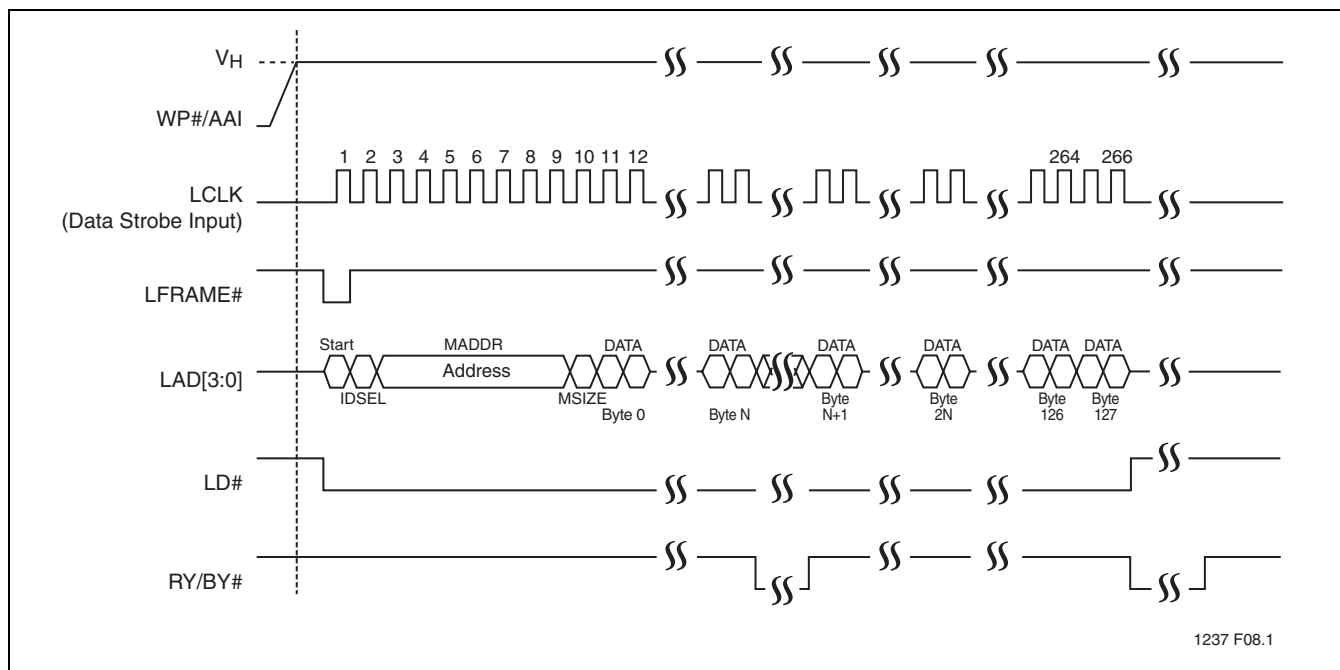 VH
WP#/AAI
1 2 3 4 5 6 7 8 9 10 11 12 264 266
LCLK
(Data Strobe Input)
LFRAME#
Start MADDR DATA DATA DATA DATA DATA DATA
LAD[3:0] Address
IDSEL MSIZE Byte 0 Byte N Byte N+1 Byte 2N Byte 126 Byte 127
LD#
RY/BY#
1237 F08.1